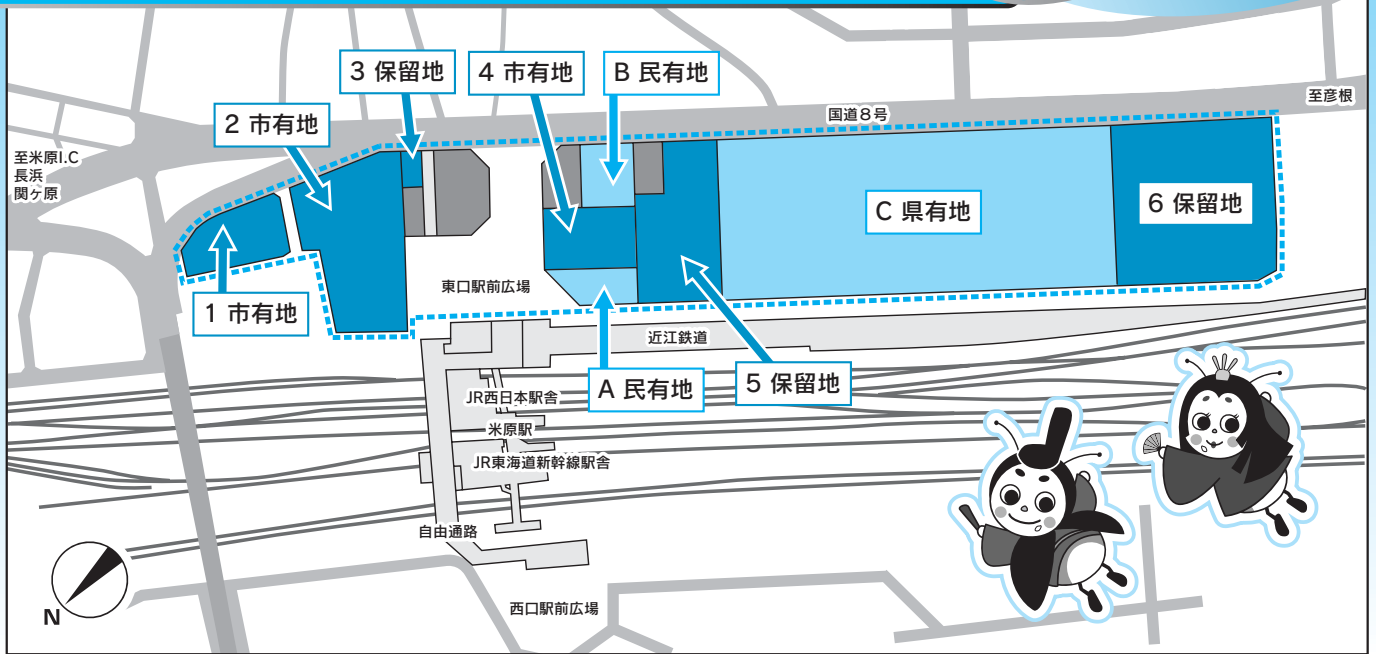 3 保留地
4 市有地
B 民有地
2 市有地
国道8号
至彦根
至米原I.C
長浜
関ヶ原
C 県有地
6 保留地
1 市有地
東口駅前広場
近江鉄道
A 民有地
5 保留地
JR西日本駅舎
米原駅
JR東海道新幹線駅舎
自由通路
西口駅前広場
N